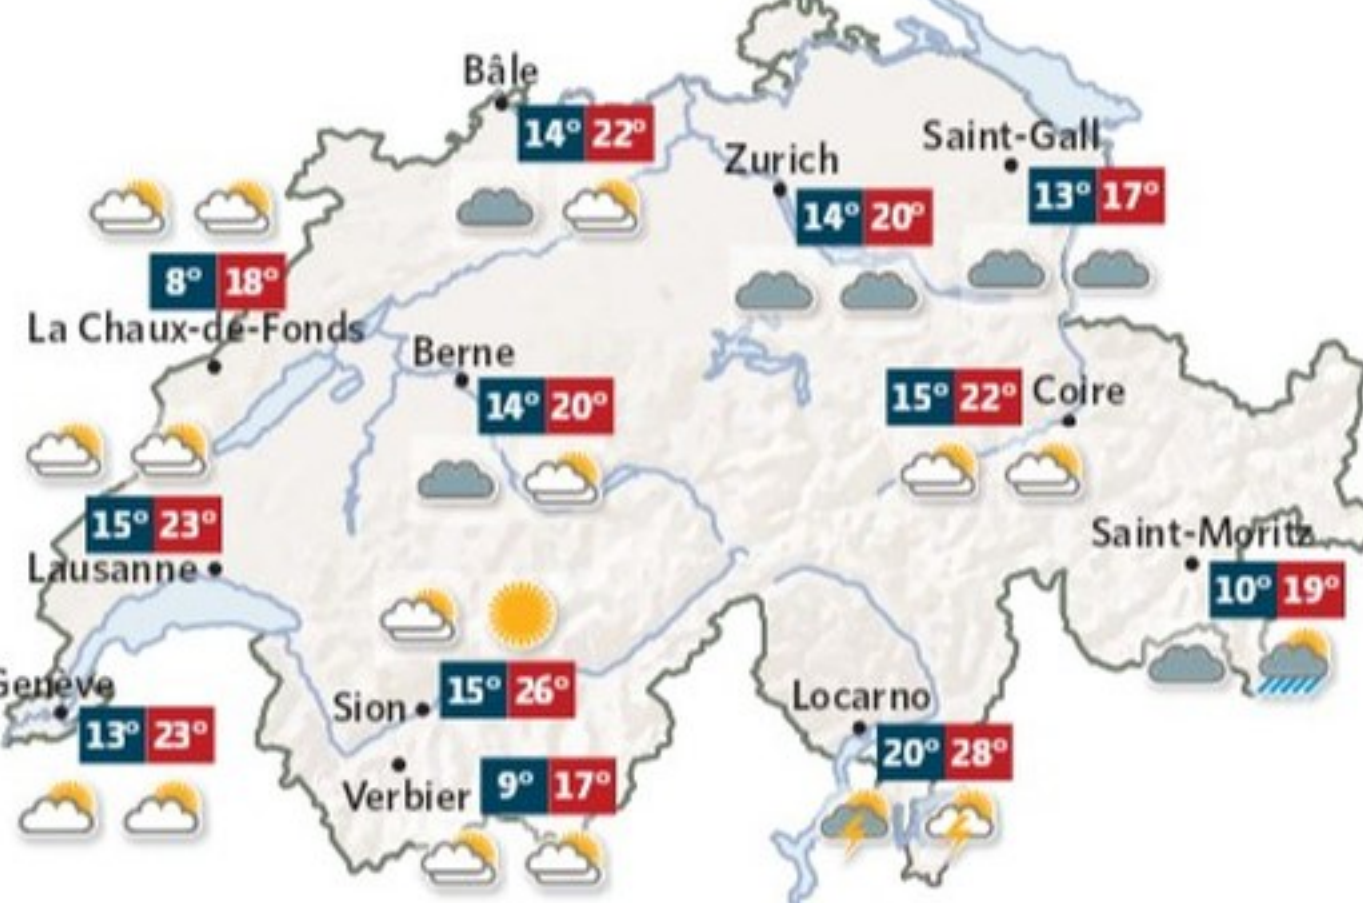 Bâle
14° 22°
Saint-Gall
13° 17°
Zurich
14° 20°
8° 18°
La Chaux-de-Fonds
Berne
14° 20°
15° 22° Coire
15° 23°
Lausanne
Saint-Moritz
10° 19°
Genève
13° 23°
Sion 15° 26°
Verbier 9° 17°
Locarno
20° 28°